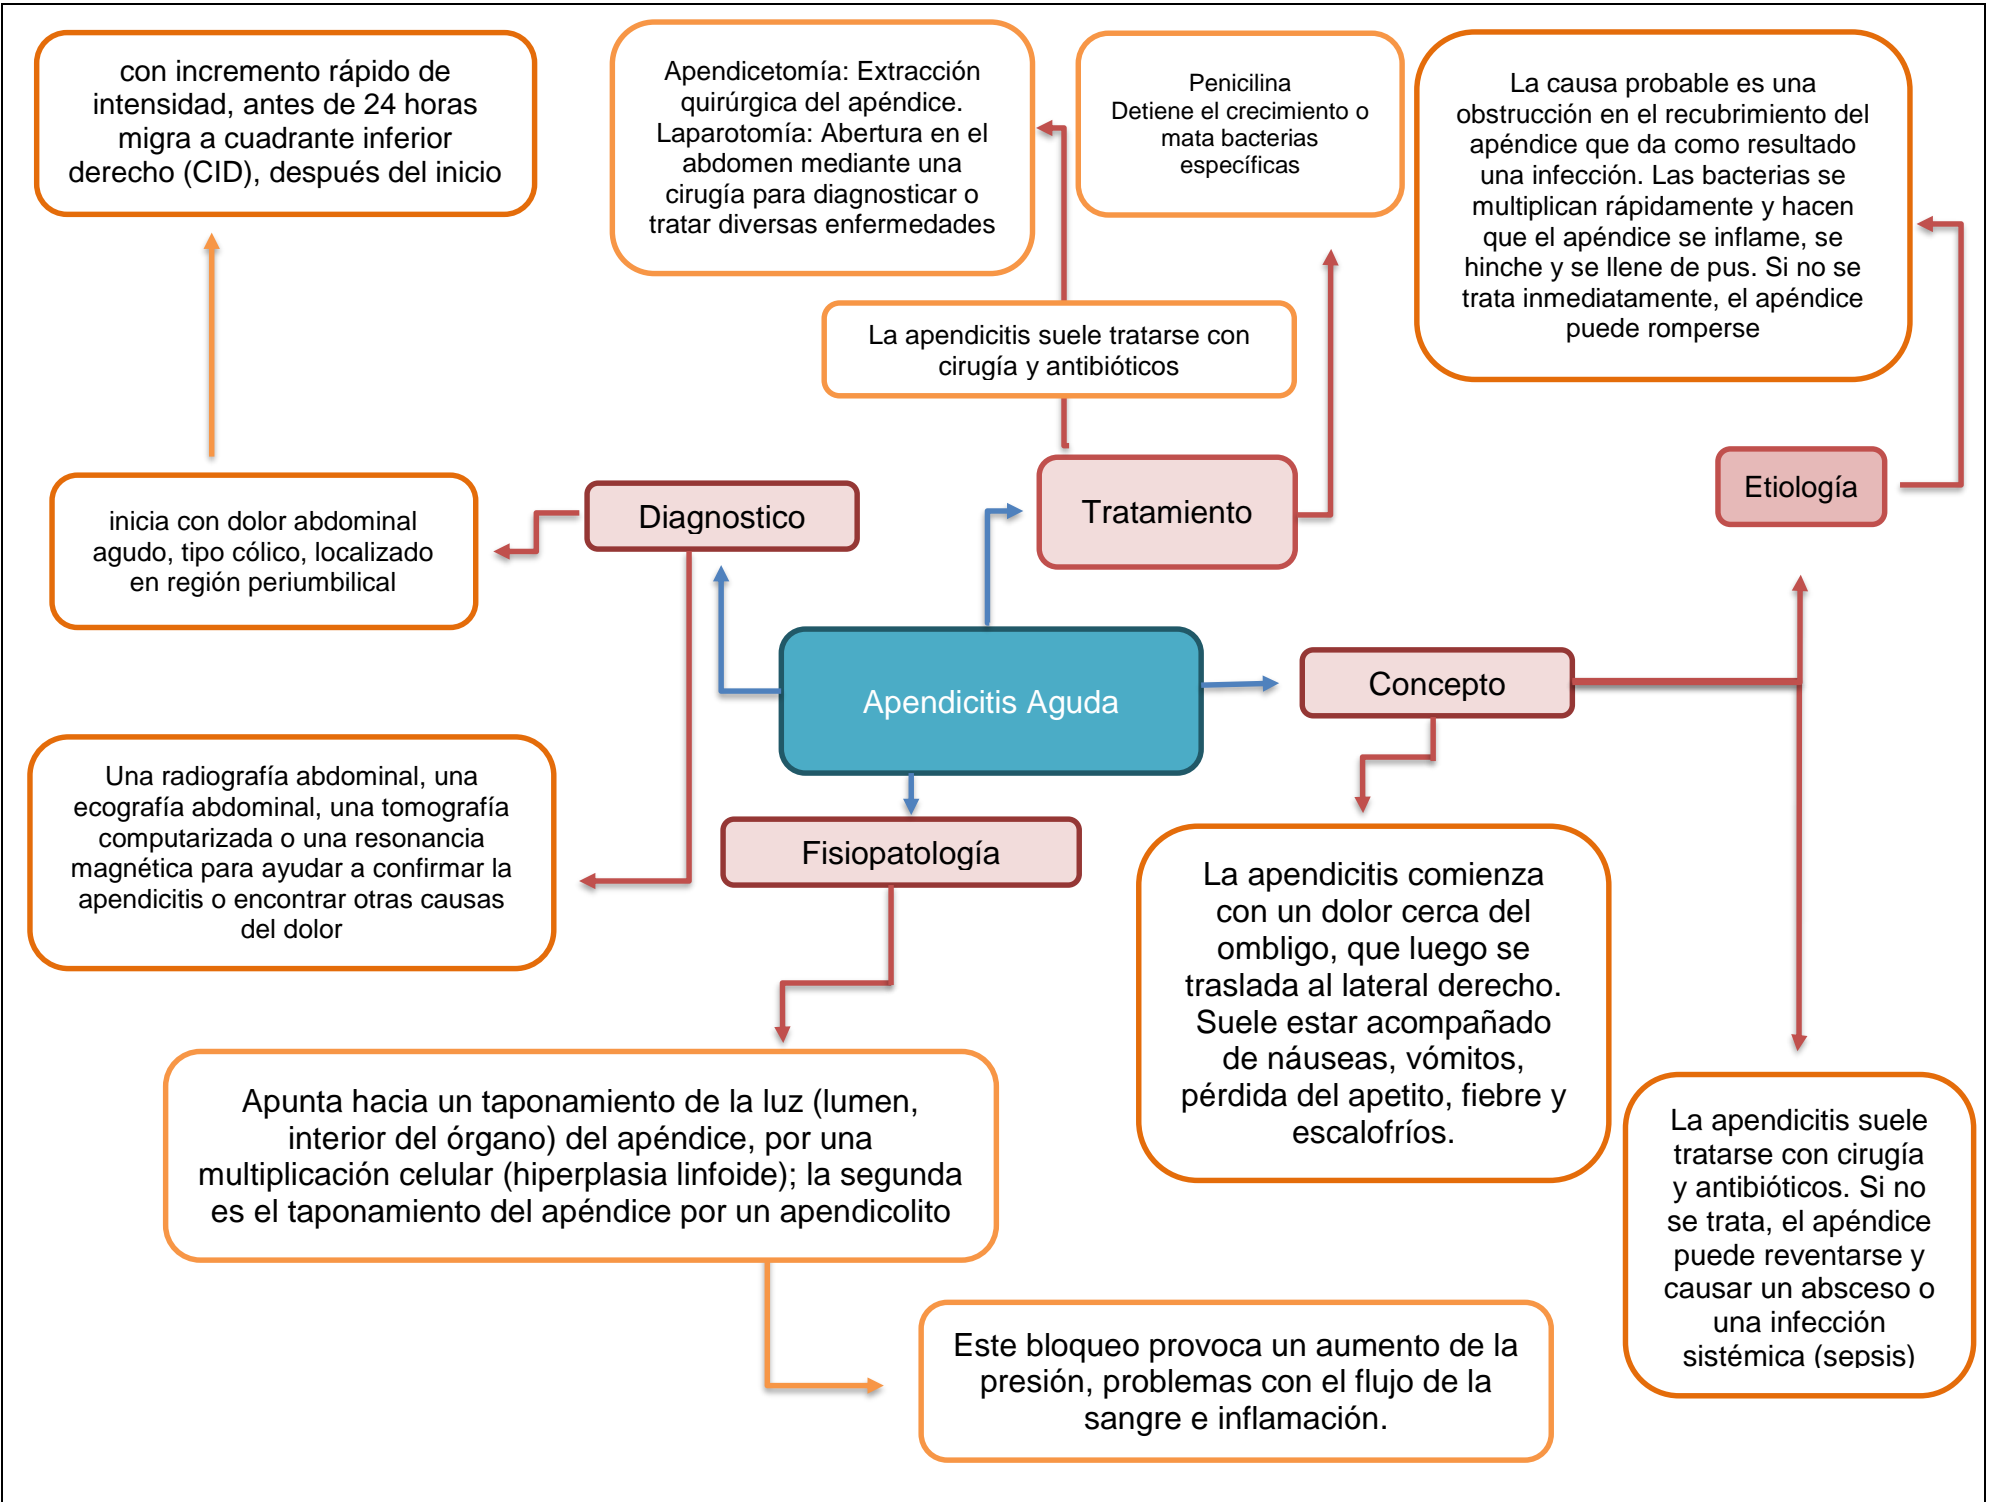 con incremento rápido de
intensidad, antes de 24 horas
migra a cuadrante inferior
derecho (CID), después del inicio
Apendicetomía: Extracción
quirúrgica del apéndice.
Laparotomía: Abertura en el
abdomen mediante una
cirugía para diagnosticar o
tratar diversas enfermedades
Penicilina
Detiene el crecimiento o
mata bacterias
específicas
La causa probable es una
obstrucción en el recubrimiento del
apéndice que da como resultado
una infección. Las bacterias se
multiplican rápidamente y hacen
que el apéndice se inflame, se
hinche y se llene de pus. Si no se
trata inmediatamente, el apéndice
puede romperse
La apendicitis suele tratarse con
cirugía y antibióticos
inicia con dolor abdominal
agudo, tipo cólico, localizado
en región periumbilical
Diagnostico
Tratamiento
Etiología
Apendicitis Aguda
Concepto
Una radiografía abdominal, una
ecografía abdominal, una tomografía
computarizada o una resonancia
magnética para ayudar a confirmar la
apendicitis o encontrar otras causas
del dolor
Fisiopatología
La apendicitis comienza
con un dolor cerca del
ombligo, que luego se
traslada al lateral derecho.
Suele estar acompañado
de náuseas, vómitos,
pérdida del apetito, fiebre y
escalofríos.
Apunta hacia un taponamiento de la luz (lumen,
interior del órgano) del apéndice, por una
multiplicación celular (hiperplasia linfoide); la segunda
es el taponamiento del apéndice por un apendicolito
La apendicitis suele
tratarse con cirugía
y antibióticos. Si no
se trata, el apéndice
puede reventarse y
causar un absceso o
una infección
sistémica (sepsis)
Este bloqueo provoca un aumento de la
presión, problemas con el flujo de la
sangre e inflamación.